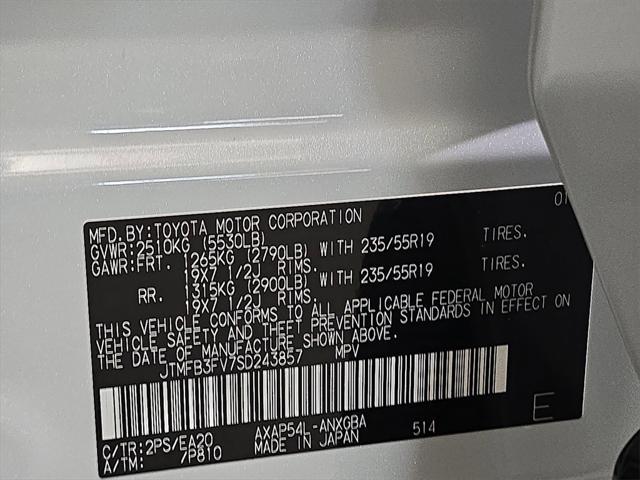 01
MFD.BY:TOYOTA MOTOR CORPORATION
GVWR:2510KG (5530LB)
GAWR:FRT. 1265KG (2790LB) WITH 235/55R19 TIRES.
19X7 1/2J RIMS.
RR. 1315KG (2900LB) WITH 235/55R19 TIRES.
19X7 1/2J RIMS.
THIS VEHICLE CONFORMS TO ALL APPLICABLE FEDERAL MOTOR
VEHICLE SAFETY AND THEFT PREVENTION STANDARDS IN EFFECT ON
THE DATE OF MANUFACTURE SHOWN ABOVE.
JTMFB3FV7SD243857 MPV
C/TR:2PS/EA20 AXAP54L-ANXGBA 514 E
A/TM: /P810 MADE IN JAPAN